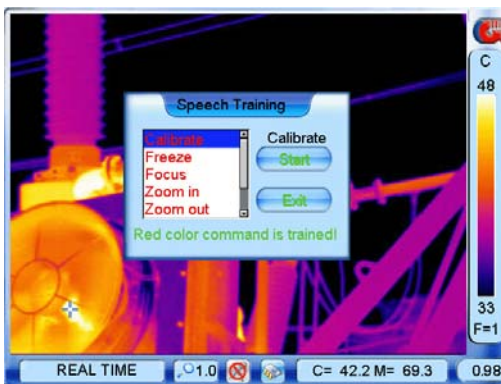 C
48
Speech Training
Calibrate
Calibrate
Start
Freeze
Focus
Zoom in
Exit
Zoom out
Red color command is trained!
33
F=1
REAL TIME
1.0
C= 42.2 M= 69.3
0.98